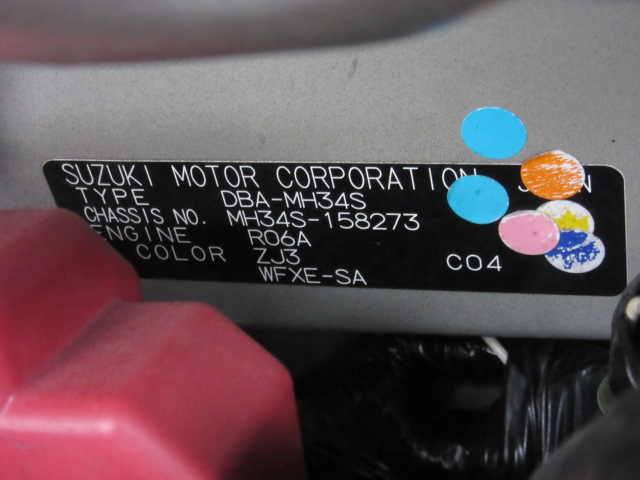 SUZUKI MOTOR CORPORATION
TYPE DBA-MH34S
CHASSIS NO. MH34S-158273
ENGINE R06A
COLOR ZJ3 C04
WFXE-SA